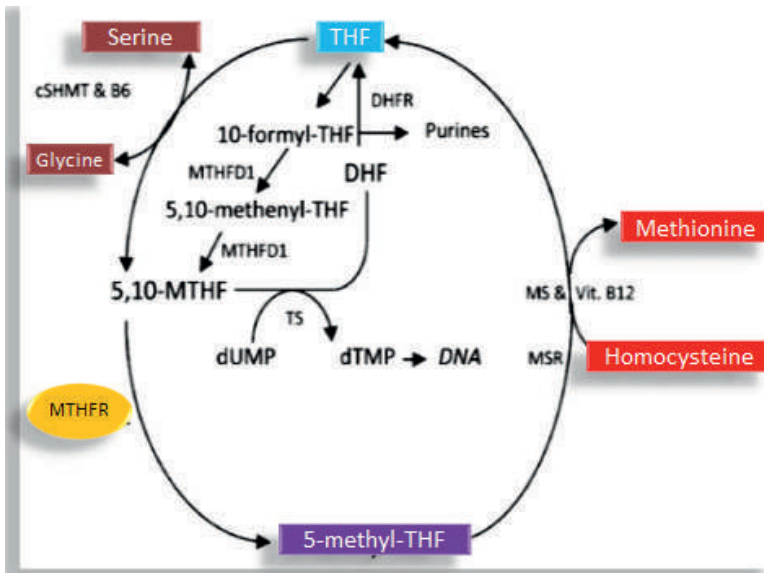 Serine
THF
cSHMT & B6
DHFR
10-formyl-THF
Purines
Glycine
MTHFD1
DHF
5,10-methenyl-THF
MTHFD1
Methionine
5,10-MTHF
MS & Vit. B12
TS
dUMP
dTMP
DNA
MSR
Homocysteine
MTHFR
5-methyl-THF